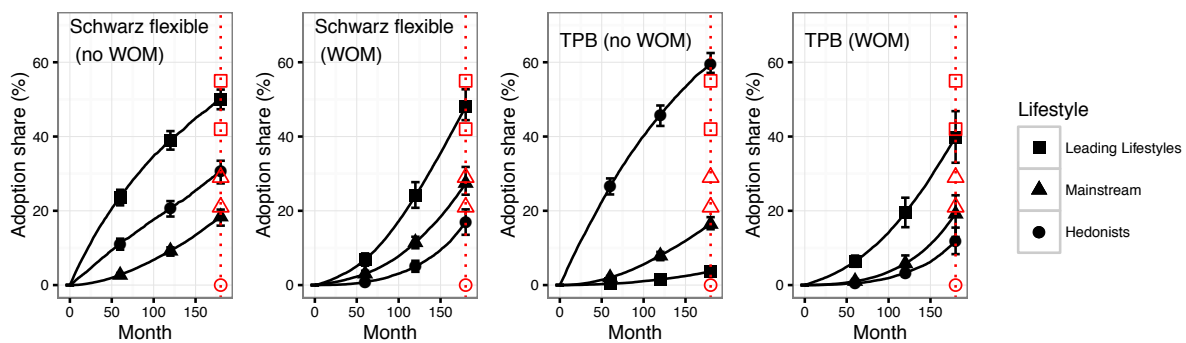 Schwarz flexible
(no WOM)
Adoption share (%)
60
40
20
0
0 50 100 150
Month
Schwarz flexible
(WOM)
Adoption share (%)
60
40
20
0
0 50 100 150
Month
TPB (no WOM)
Adoption share (%)
60
40
20
0
0 50 100 150
Month
TPB (WOM)
Adoption share (%)
60
40
20
0
0 50 100 150
Month
Lifestyle
Leading Lifestyles
Mainstream
Hedonists